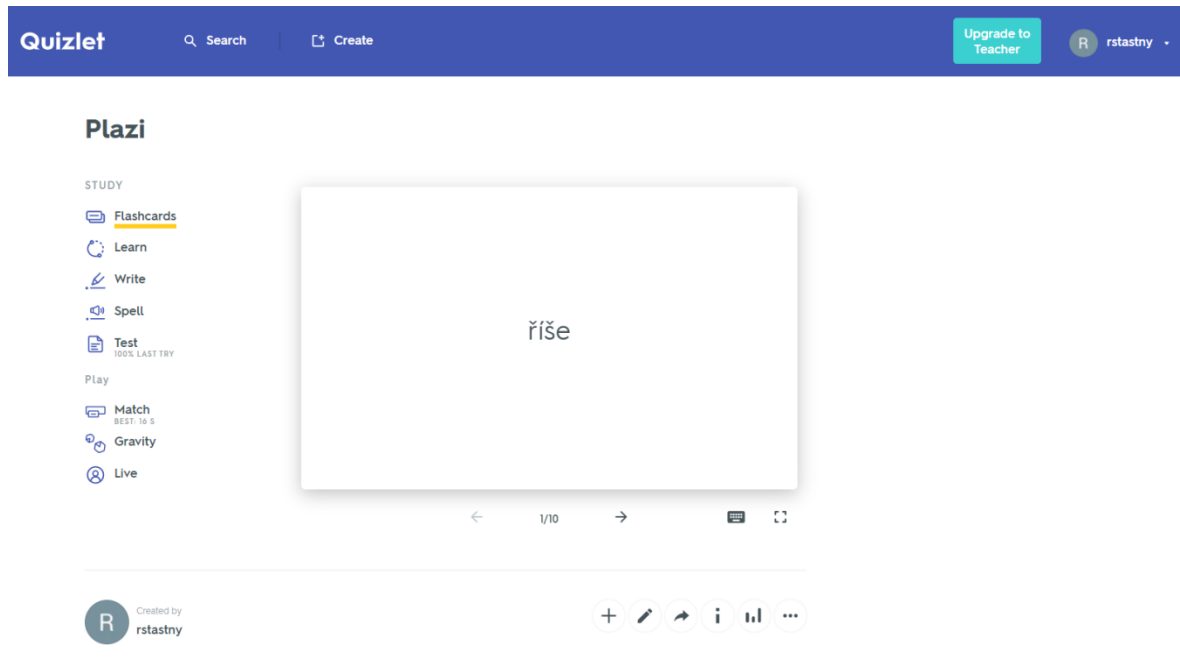 Quizlet Search Create Upgrade to Teacher R rstastny
Plazi
STUDY
Flashcards
Learn
Write
Spell
Test
100% LAST TRY
Play
Match
BEST: 16 S
Gravity
Live
říše
1/10
R Created by
rstastny